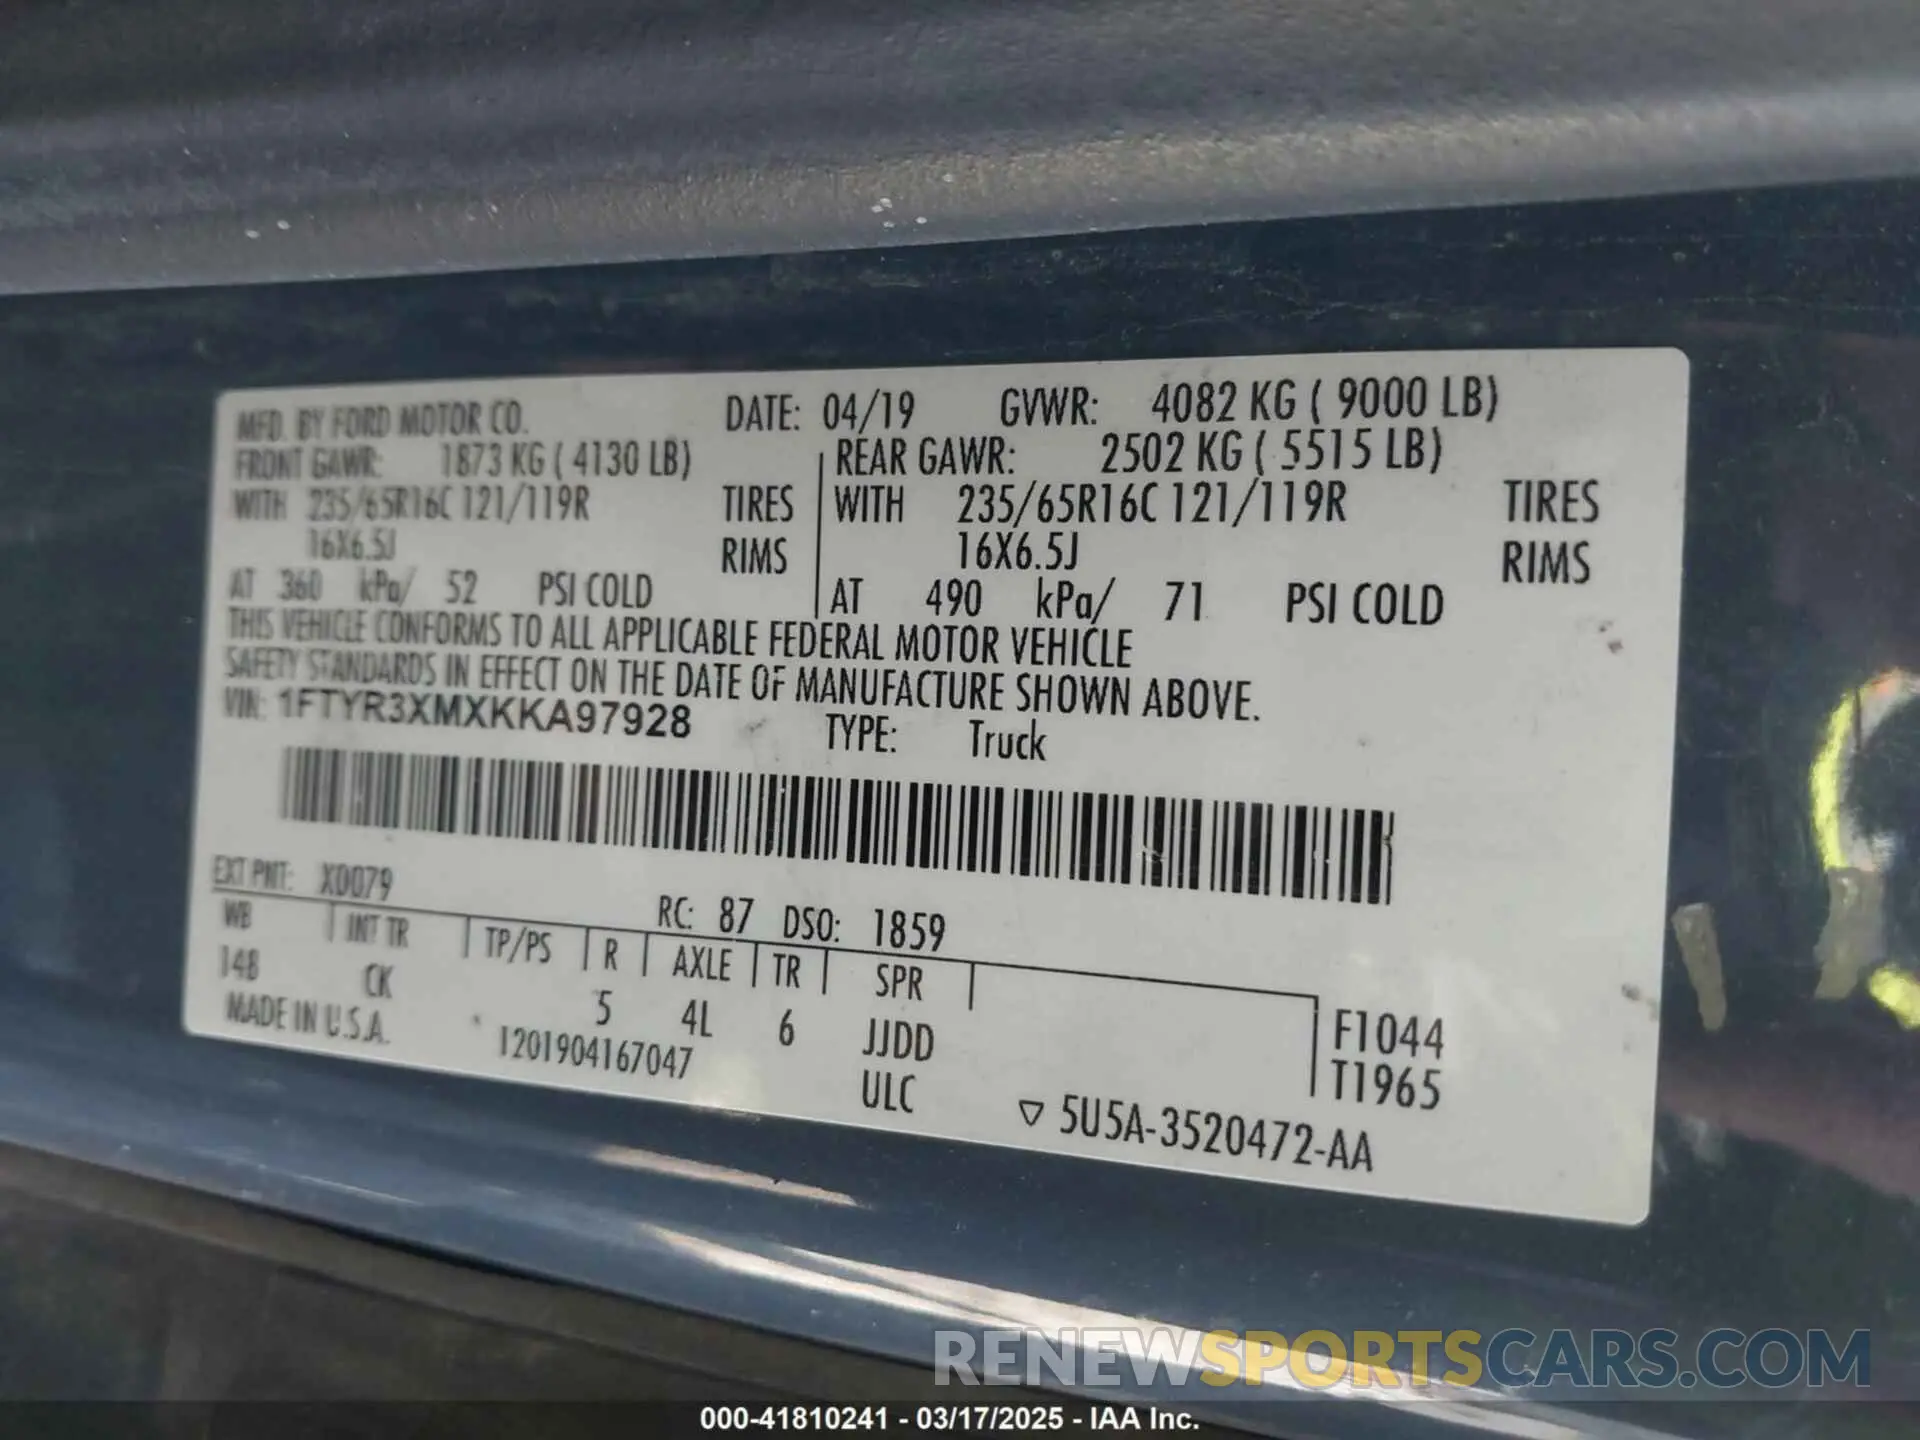 MFD. BY FORD MOTOR CO. DATE: 04/19 GVWR: 4082 KG ( 9000 LB)
FRONT GAWR: 1873 KG ( 4130 LB) REAR GAWR: 2502 KG ( 5515 LB)
WITH 235/65R16C 121/119R TIRES WITH 235/65R16C 121/119R TIRES
16X6.5J RIMS 16X6.5J RIMS
AT 360 kPa/ 52 PSI COLD AT 490 kPa/ 71 PSI COLD
THIS VEHICLE CONFORMS TO ALL APPLICABLE FEDERAL MOTOR VEHICLE
SAFETY STANDARDS IN EFFECT ON THE DATE OF MANUFACTURE SHOWN ABOVE.
VIN: 1FTYR3XMXKKA97928 TYPE: Truck
EXT PNT: X0079 RC: 87 DSO: 1859
WB INT TR TP/PS R AXLE TR SPR
148 CK 5 4L 6 JJDD F1044
MADE IN U.S.A. 1201904167047 ULC T1965
▽ 5U5A-3520472-AA
RENEWSPORTSCARS.COM
000-41810241 - 03/17/2025 - IAA Inc.